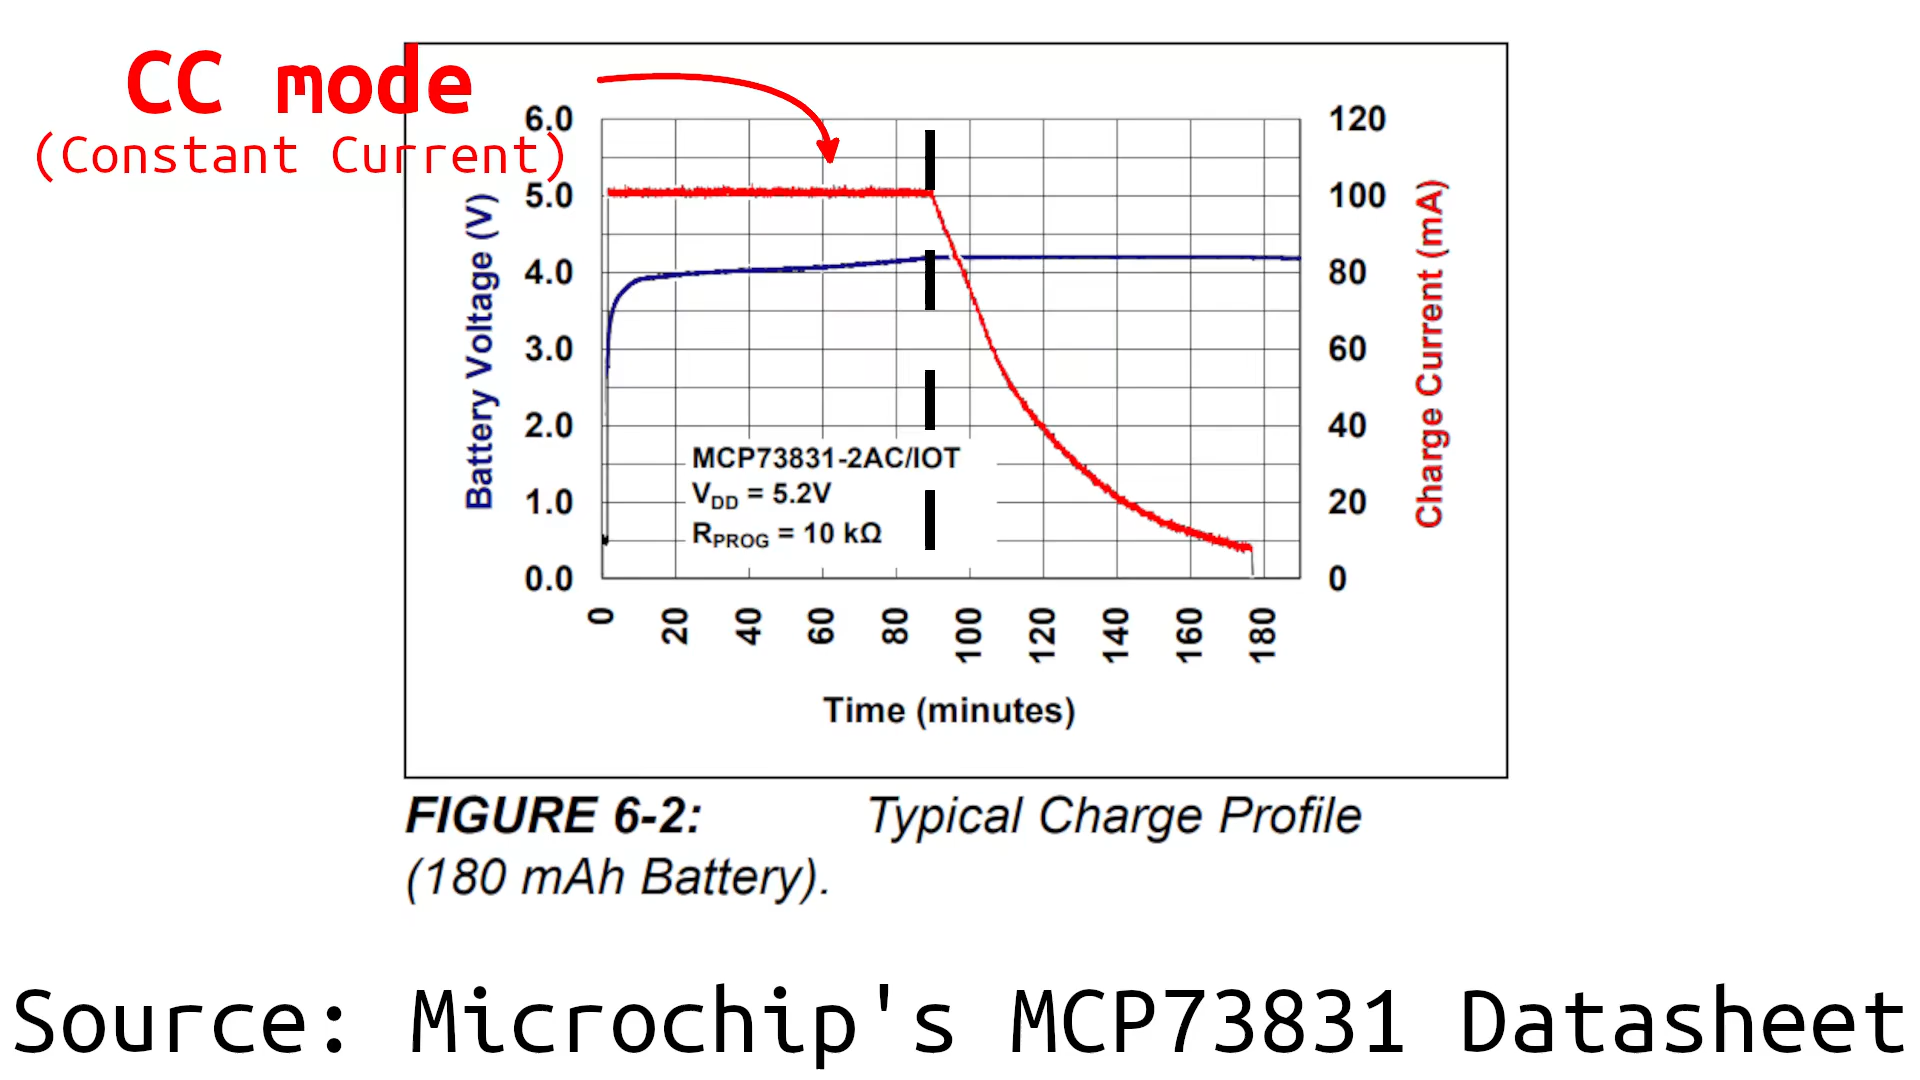 CC mode
(Constant Current)
6.0
5.0
4.0
3.0
2.0
1.0
0.0
Battery Voltage (V)
120
100
80
60
40
20
0
Charge Current (mA)
MCP73831-2AC/IOT
VDD = 5.2V
RPROG = 10 kΩ
0 20 40 60 80 100 120 140 160 180
Time (minutes)
FIGURE 6-2: Typical Charge Profile
(180 mAh Battery).
Source: Microchip's MCP73831 Datasheet